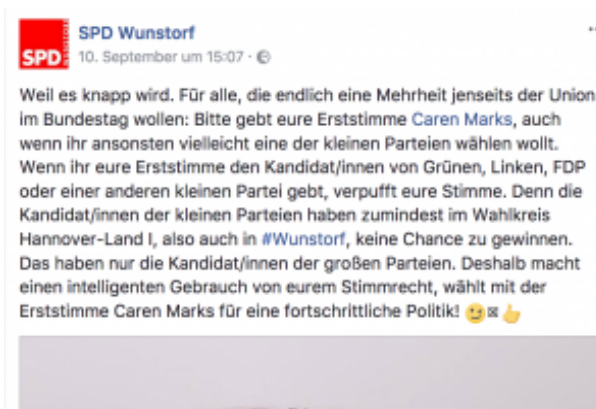 SPD Wunstorf
SPD
WUNSTORF
10. September um 15:07 ·
Weil es knapp wird. Für alle, die endlich eine Mehrheit jenseits der Union
im Bundestag wollen: Bitte gebt eure Erststimme Caren Marks, auch
wenn ihr ansonsten vielleicht eine der kleinen Parteien wählen wollt.
Wenn ihr eure Erststimme den Kandidat/innen von Grünen, Linken, FDP
oder einer anderen kleinen Partei gebt, verpufft eure Stimme. Denn die
Kandidat/innen der kleinen Parteien haben zumindest im Wahlkreis
Hannover-Land I, also auch in #Wunstorf, keine Chance zu gewinnen.
Das haben nur die Kandidat/innen der großen Parteien. Deshalb macht
einen intelligenten Gebrauch von eurem Stimmrecht, wählt mit der
Erststimme Caren Marks für eine fortschrittliche Politik! 😉 👍